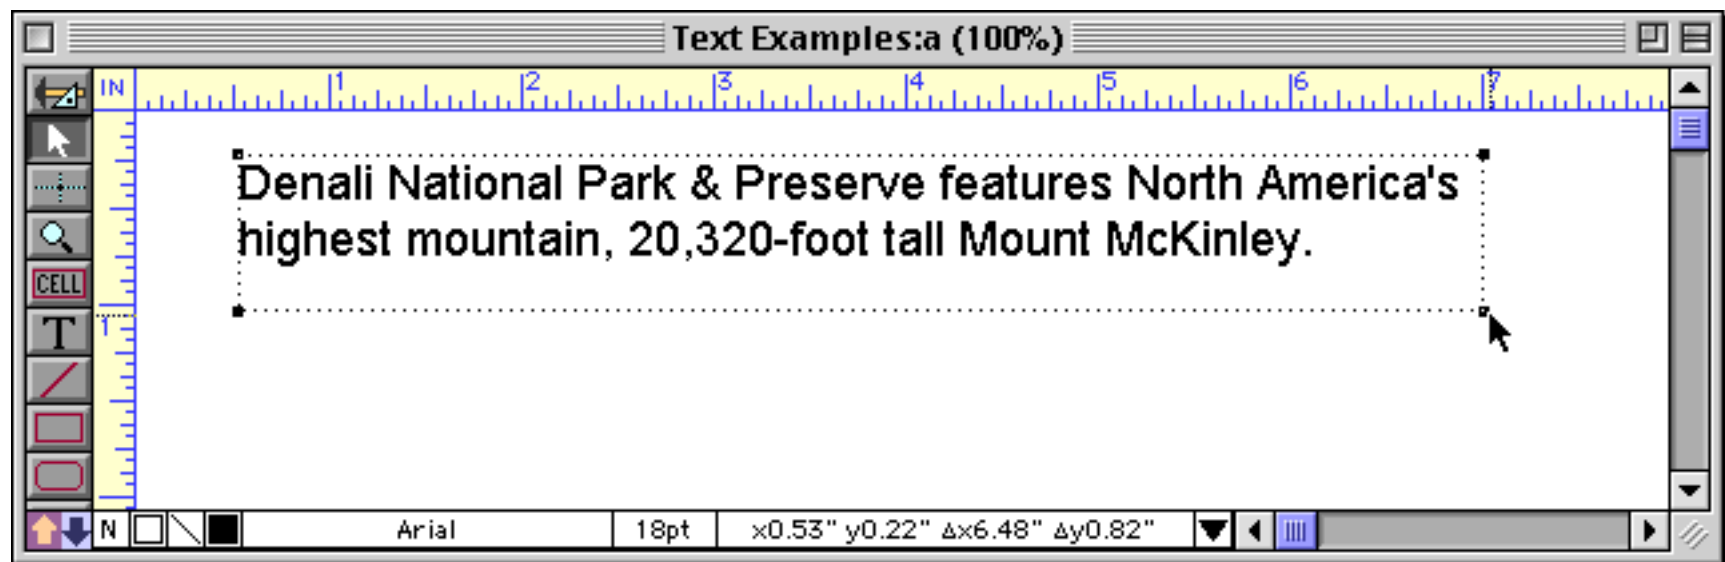 Text Examples:a (100%)
IN 1 2 3 4 5 6 7
Denali National Park & Preserve features North America's
highest mountain, 20,320-foot tall Mount McKinley.
CELL
T
1
N Arial 18pt x0.53" y0.22" Δx6.48" Δy0.82"